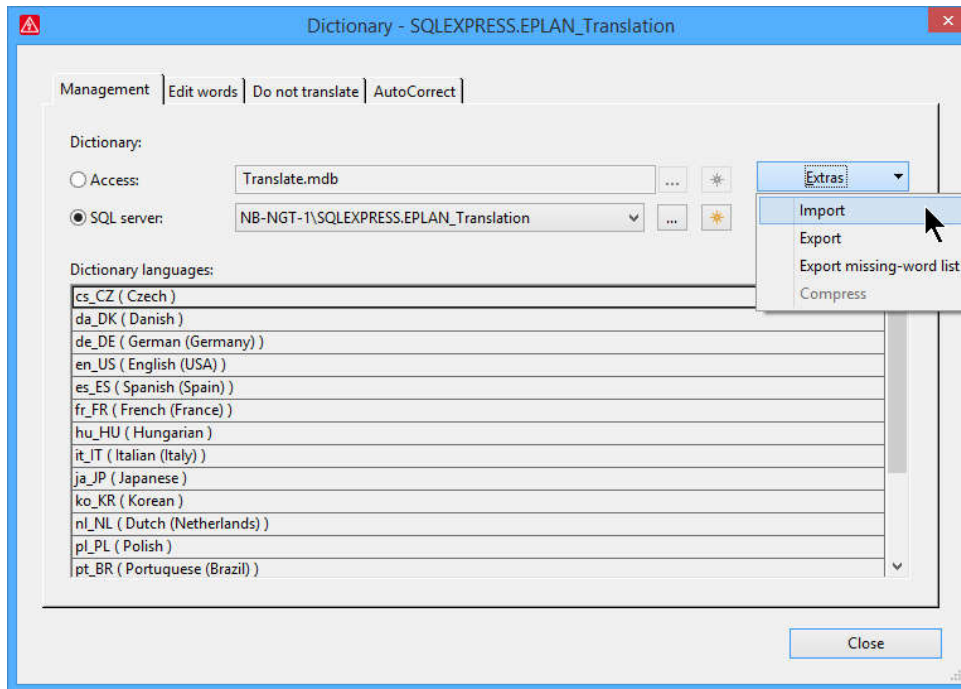 Dictionary - SQLEXPRESS.EPLAN_Translation
Management Edit words Do not translate AutoCorrect
Dictionary:
Access: Translate.mdb ... Extras
SQL server: NB-NGT-1\SQLEXPRESS.EPLAN_Translation ...
Import
Export
Export missing-word list
Compress
Dictionary languages:
cs_CZ ( Czech )
da_DK ( Danish )
de_DE ( German (Germany) )
en_US ( English (USA) )
es_ES ( Spanish (Spain) )
fr_FR ( French (France) )
hu_HU ( Hungarian )
it_IT ( Italian (Italy) )
ja_JP ( Japanese )
ko_KR ( Korean )
nl_NL ( Dutch (Netherlands) )
pl_PL ( Polish )
pt_BR ( Portuguese (Brazil) )
Close